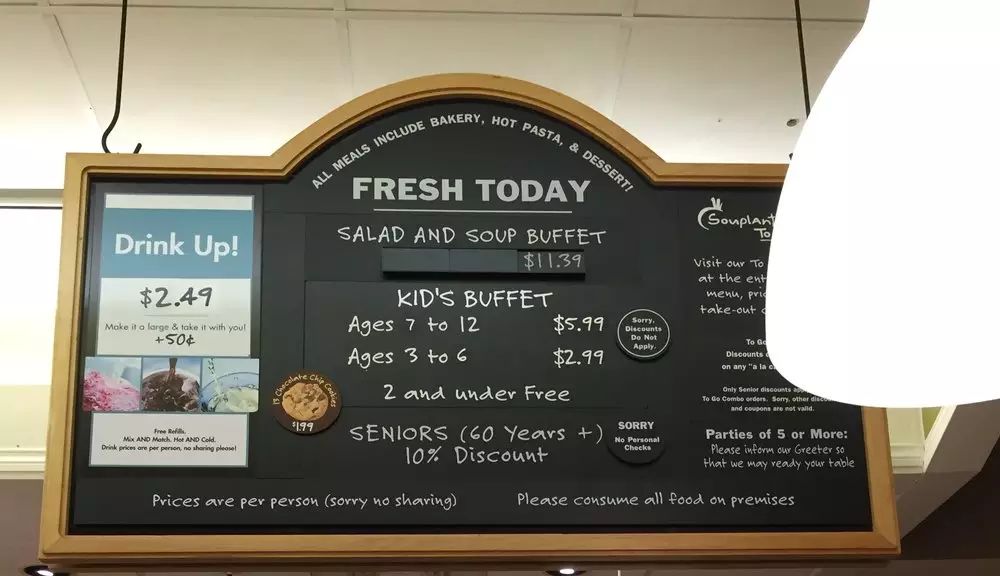 ALL MEALS INCLUDE BAKERY, HOT PASTA, & DESSERT!
FRESH TODAY
SALAD AND SOUP BUFFET
$11.39
KID'S BUFFET
Ages 7 to 12 $5.99
Ages 3 to 6 $2.99
2 and under Free
Sorry,
Discounts
Do Not
Apply.
SENIORS (60 Years +)
10% Discount
SORRY
No Personal
Checks
Drink Up!
$2.49
Make it a large & take it with you!
+50¢
Free Refills.
Mix AND Match. Hot AND Cold.
Drink prices are per person, no sharing please!
Chocolate Chip Cookies
$1.99
Visit our To
at the
menu,
take-out
To Go
Discounts
on any "a la
Only Senior discounts
To Go Combo orders. Sorry, other
and coupons are not valid.
Parties of 5 or More:
Please inform our Greeter so
that we may ready your table
Prices are per person (sorry no sharing)
Please consume all food on premises